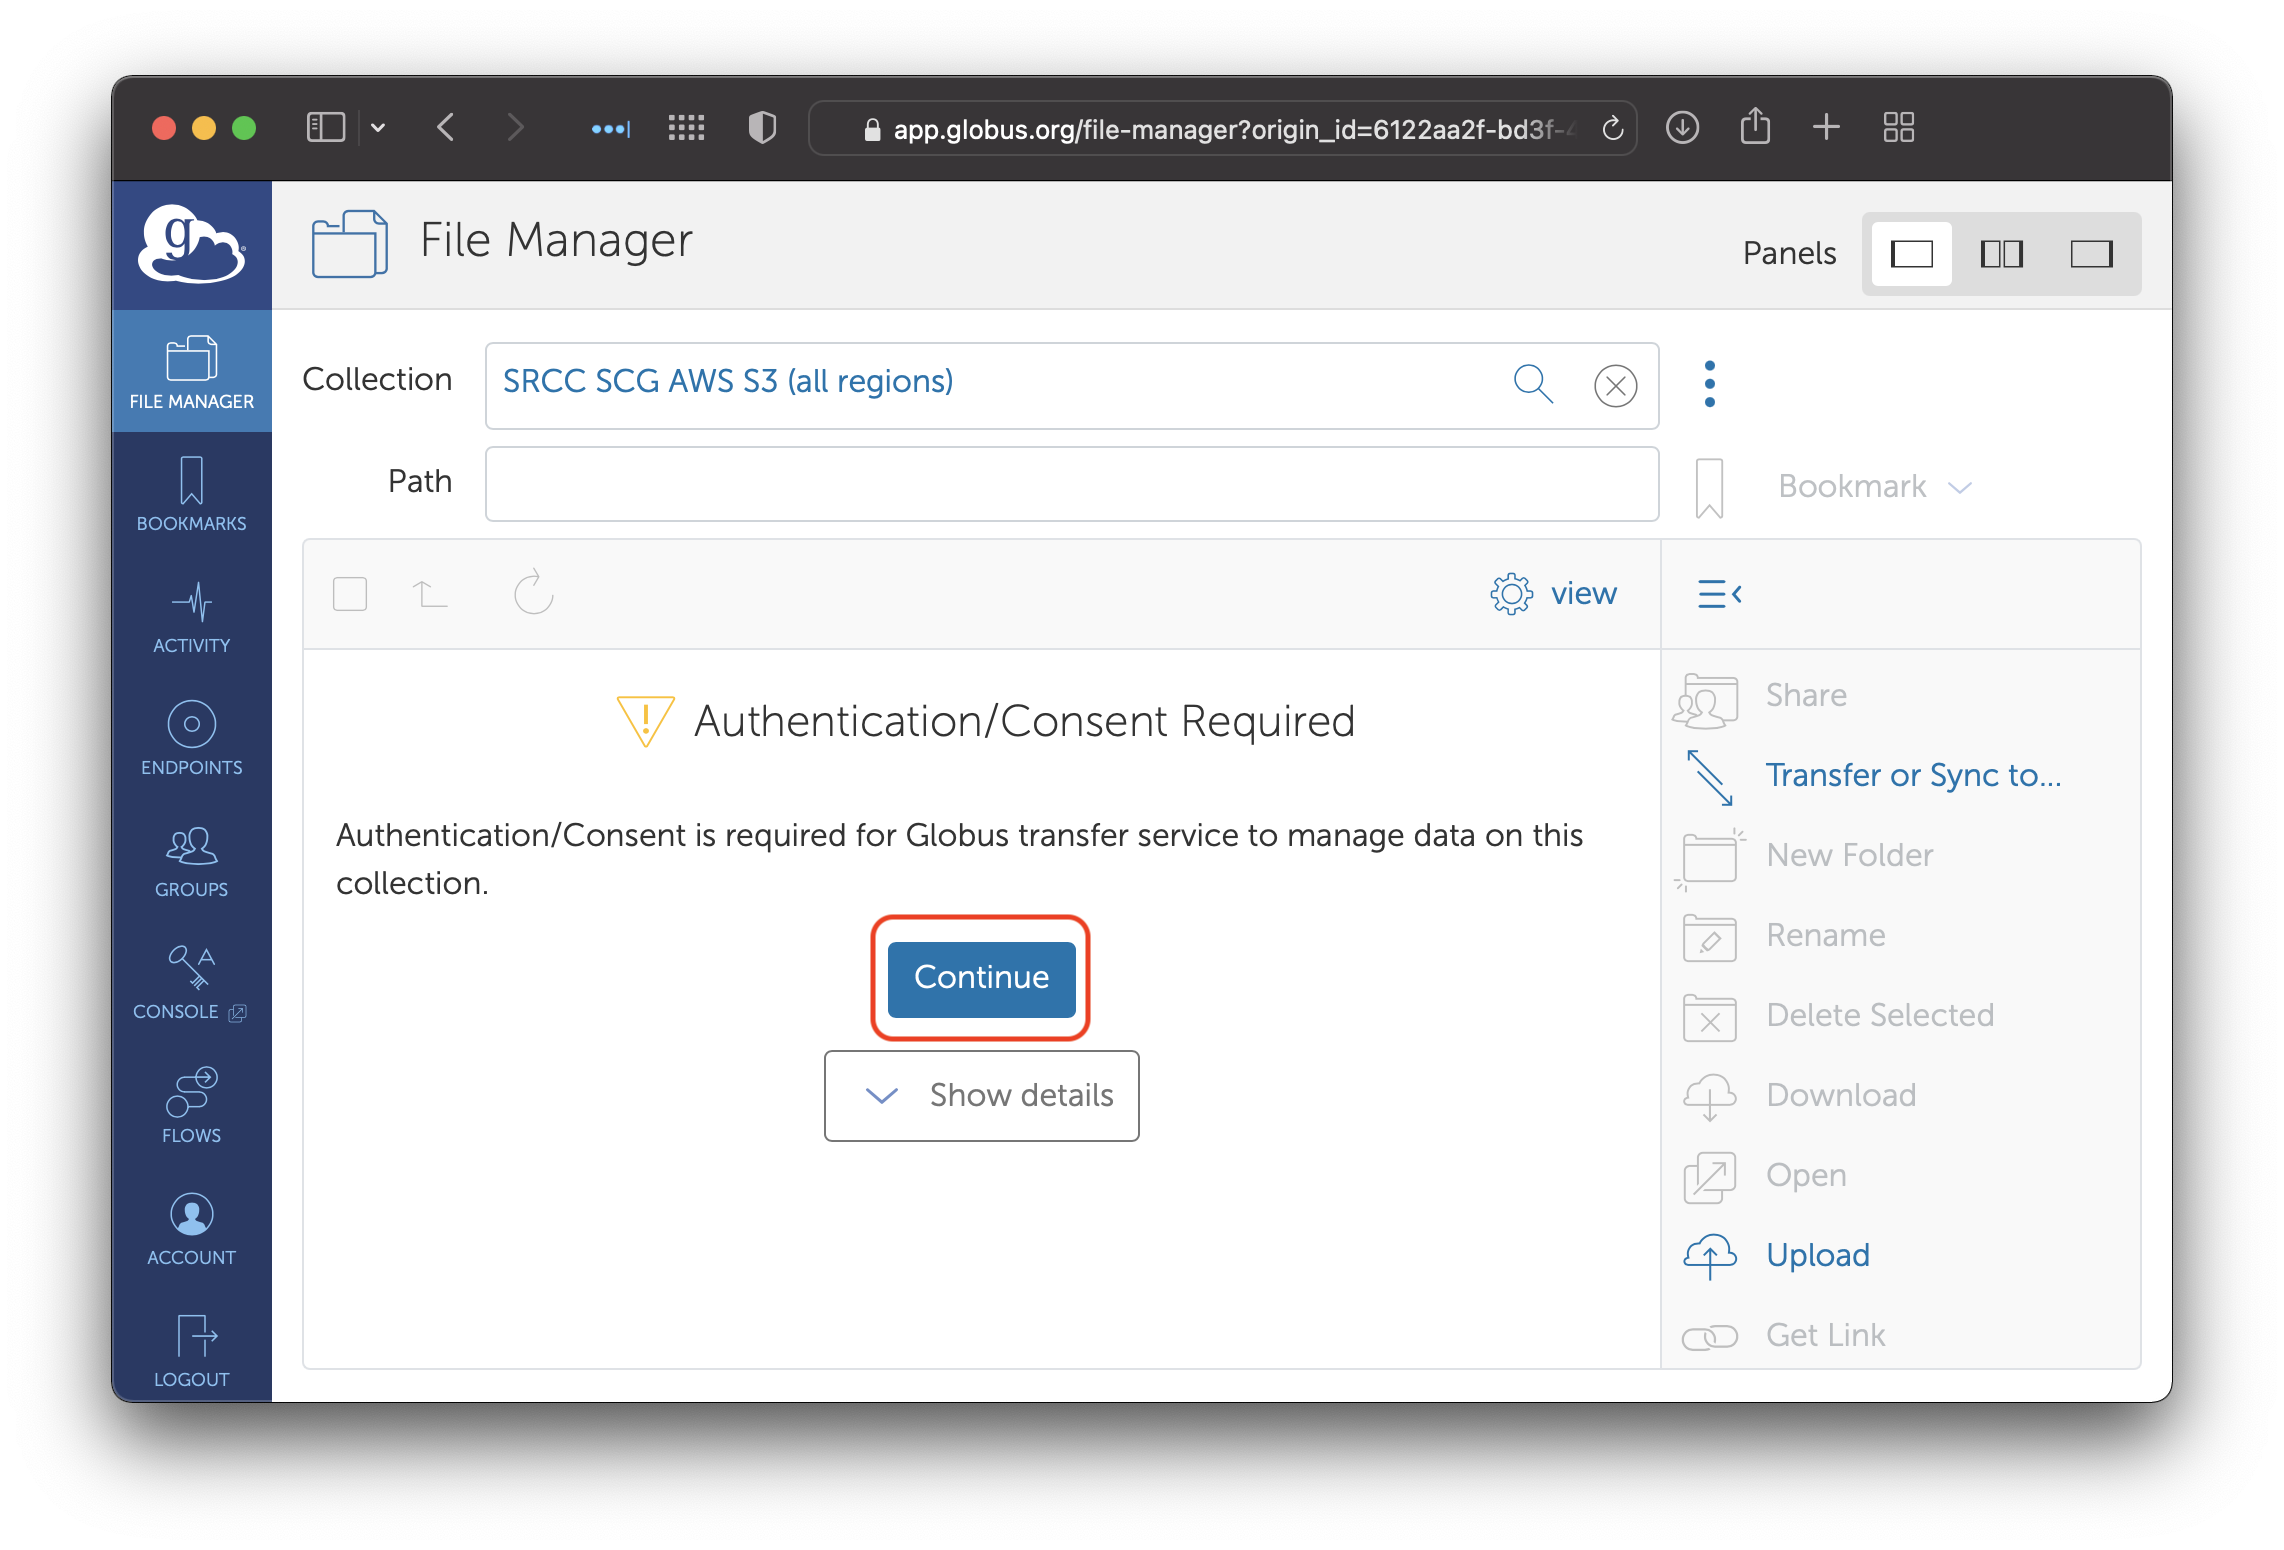 app.globus.org/file-manager?origin_id=6122aa2f-bd3f-
g
File Manager
Panels
FILE MANAGER
BOOKMARKS
ACTIVITY
ENDPOINTS
GROUPS
CONSOLE
FLOWS
ACCOUNT
LOGOUT
Collection
SRCC SCG AWS S3 (all regions)
Path
Bookmark
view
Authentication/Consent Required
Authentication/Consent is required for Globus transfer service to manage data on this
collection.
Continue
Show details
Share
Transfer or Sync to...
New Folder
Rename
Delete Selected
Download
Open
Upload
Get Link